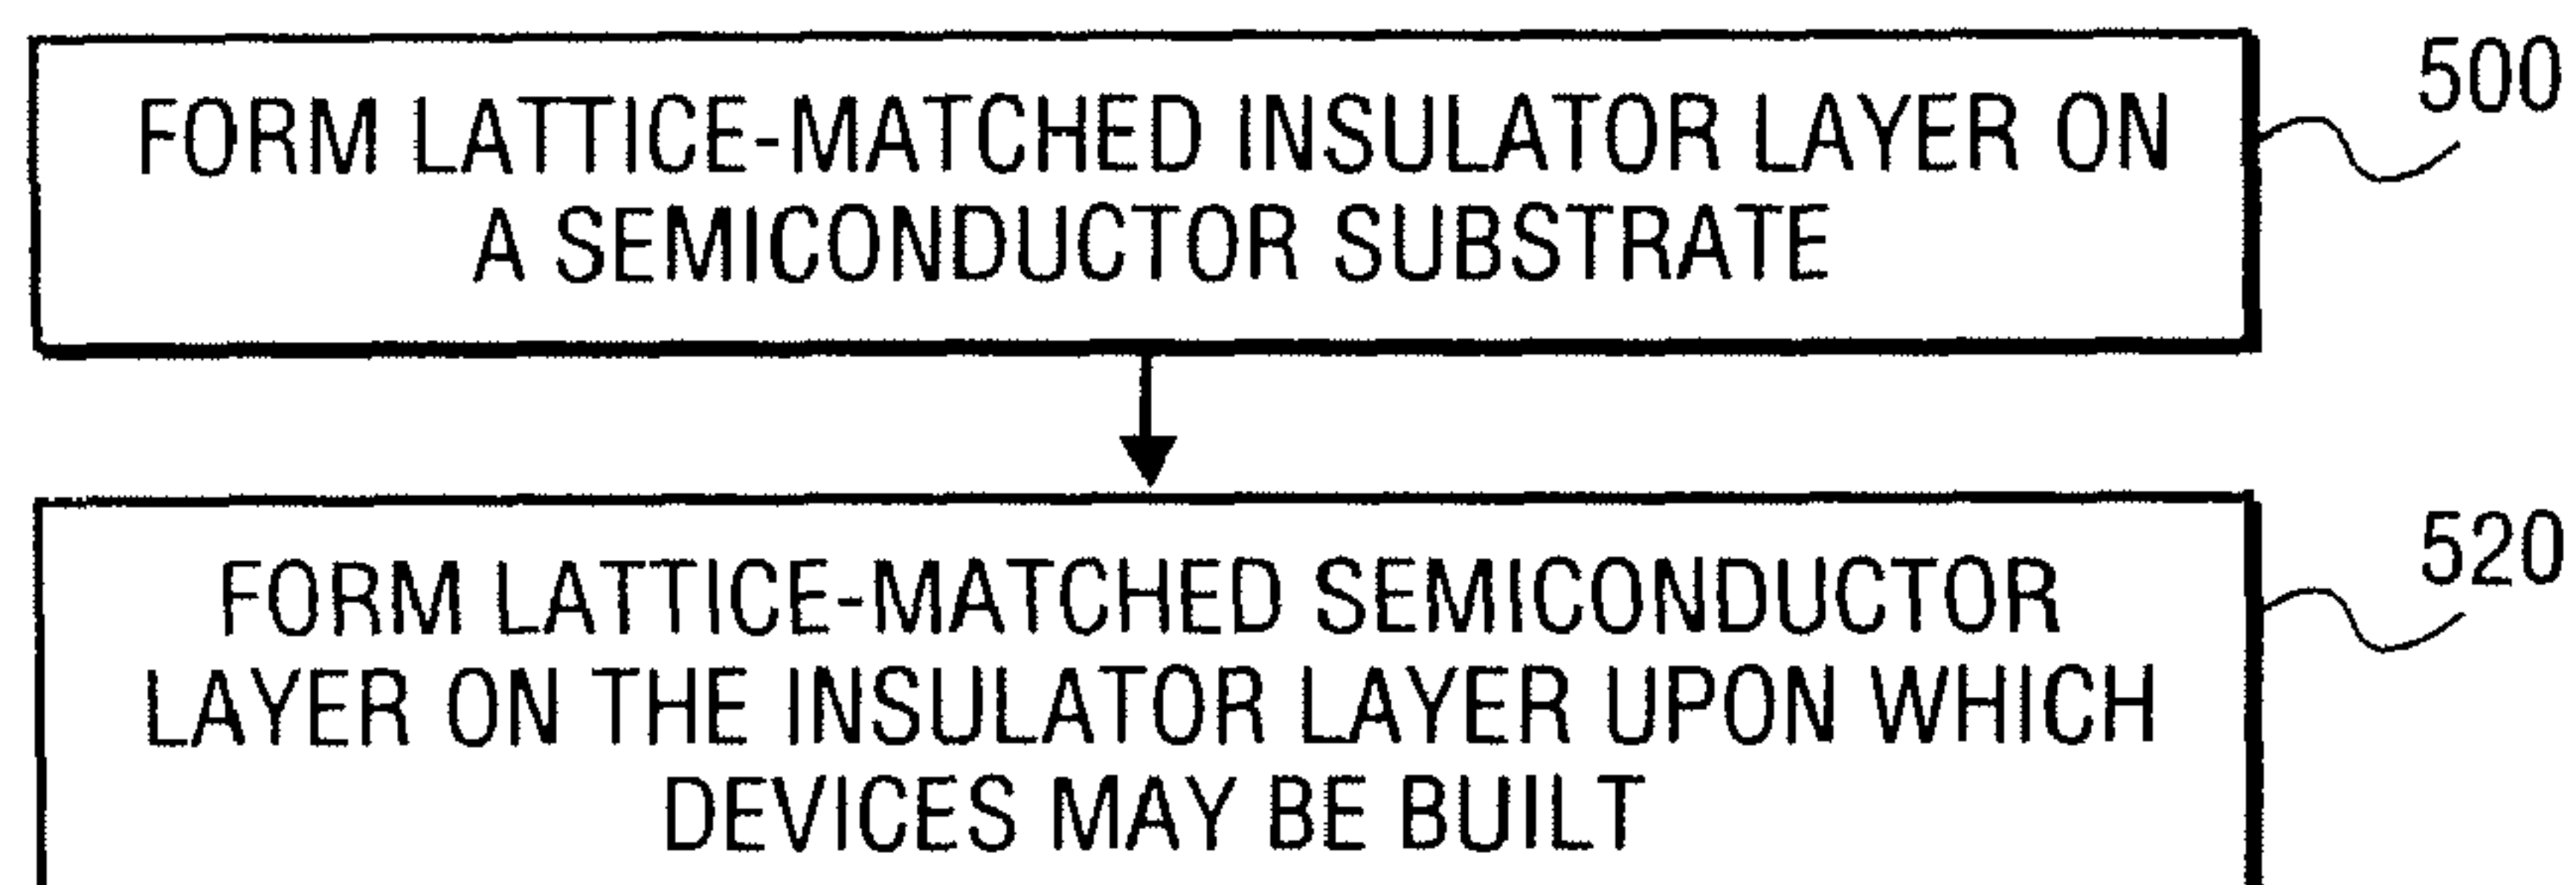 FORM LATTICE-MATCHED INSULATOR LAYER ON
A SEMICONDUCTOR SUBSTRATE
500
FORM LATTICE-MATCHED SEMICONDUCTOR
LAYER ON THE INSULATOR LAYER UPON WHICH
DEVICES MAY BE BUILT
520